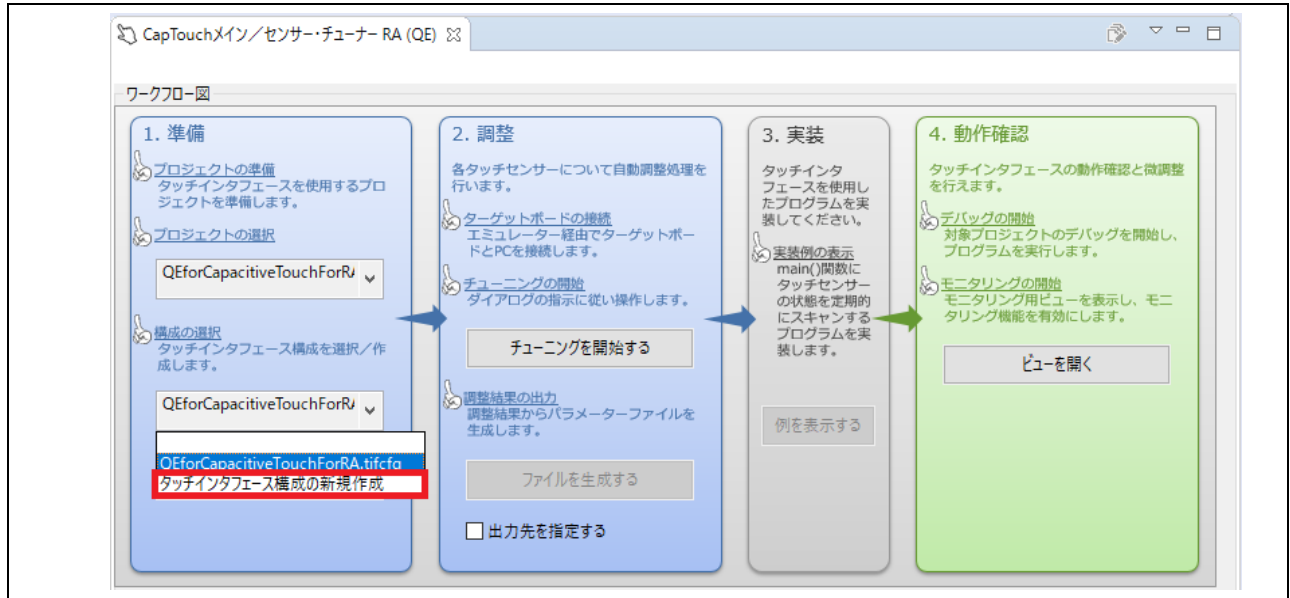 CapTouchメイン／センサー・チューナー RA (QE)
ワークフロー図
1. 準備
プロジェクトの準備
タッチインタフェースを使用するプロ
ジェクトを準備します。
プロジェクトの選択
QEforCapacitiveTouchForR
構成の選択
タッチインタフェース構成を選択／作
成します。
QEforCapacitiveTouchForR
QEforCapacitiveTouchForRA.tifcfg
タッチインタフェース構成の新規作成
2. 調整
各タッチセンサーについて自動調整処理を
行います。
ターゲットボードの接続
エミュレーター経由でターゲットボー
ドとPCを接続します。
チューニングの開始
ダイアログの指示に従い操作します。
チューニングを開始する
調整結果の出力
調整結果からパラメーターファイルを
生成します。
ファイルを生成する
出力先を指定する
3. 実装
タッチインタ
フェースを使用し
たプログラムを実
装してください。
実装例の表示
main()関数に
タッチセンサー
の状態を定期的
にスキャンする
プログラムを実
装します。
例を表示する
4. 動作確認
タッチインタフェースの動作確認と微調整
を行えます。
デバッグの開始
対象プロジェクトのデバッグを開始し、
プログラムを実行します。
モニタリングの開始
モニタリング用ビューを表示し、モニ
タリング機能を有効にします。
ビューを開く